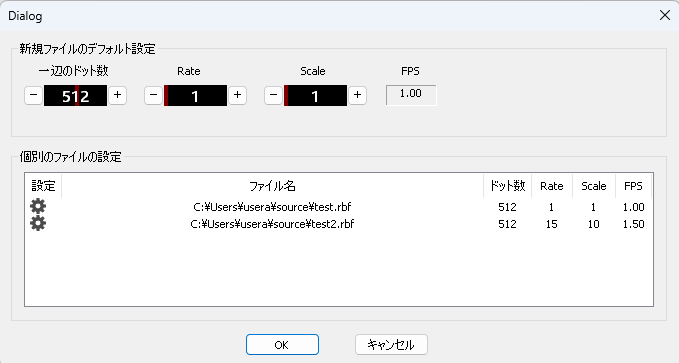 Dialog
新規ファイルのデフォルト設定
一辺のドット数 Rate Scale FPS
− 512 + − 1 + − 1 + 1.00
個別のファイルの設定
設定 ファイル名 ドット数 Rate Scale FPS
C:¥Users¥usera¥source¥test.rbf 512 1 1 1.00
C:¥Users¥usera¥source¥test2.rbf 512 15 10 1.50
OK キャンセル